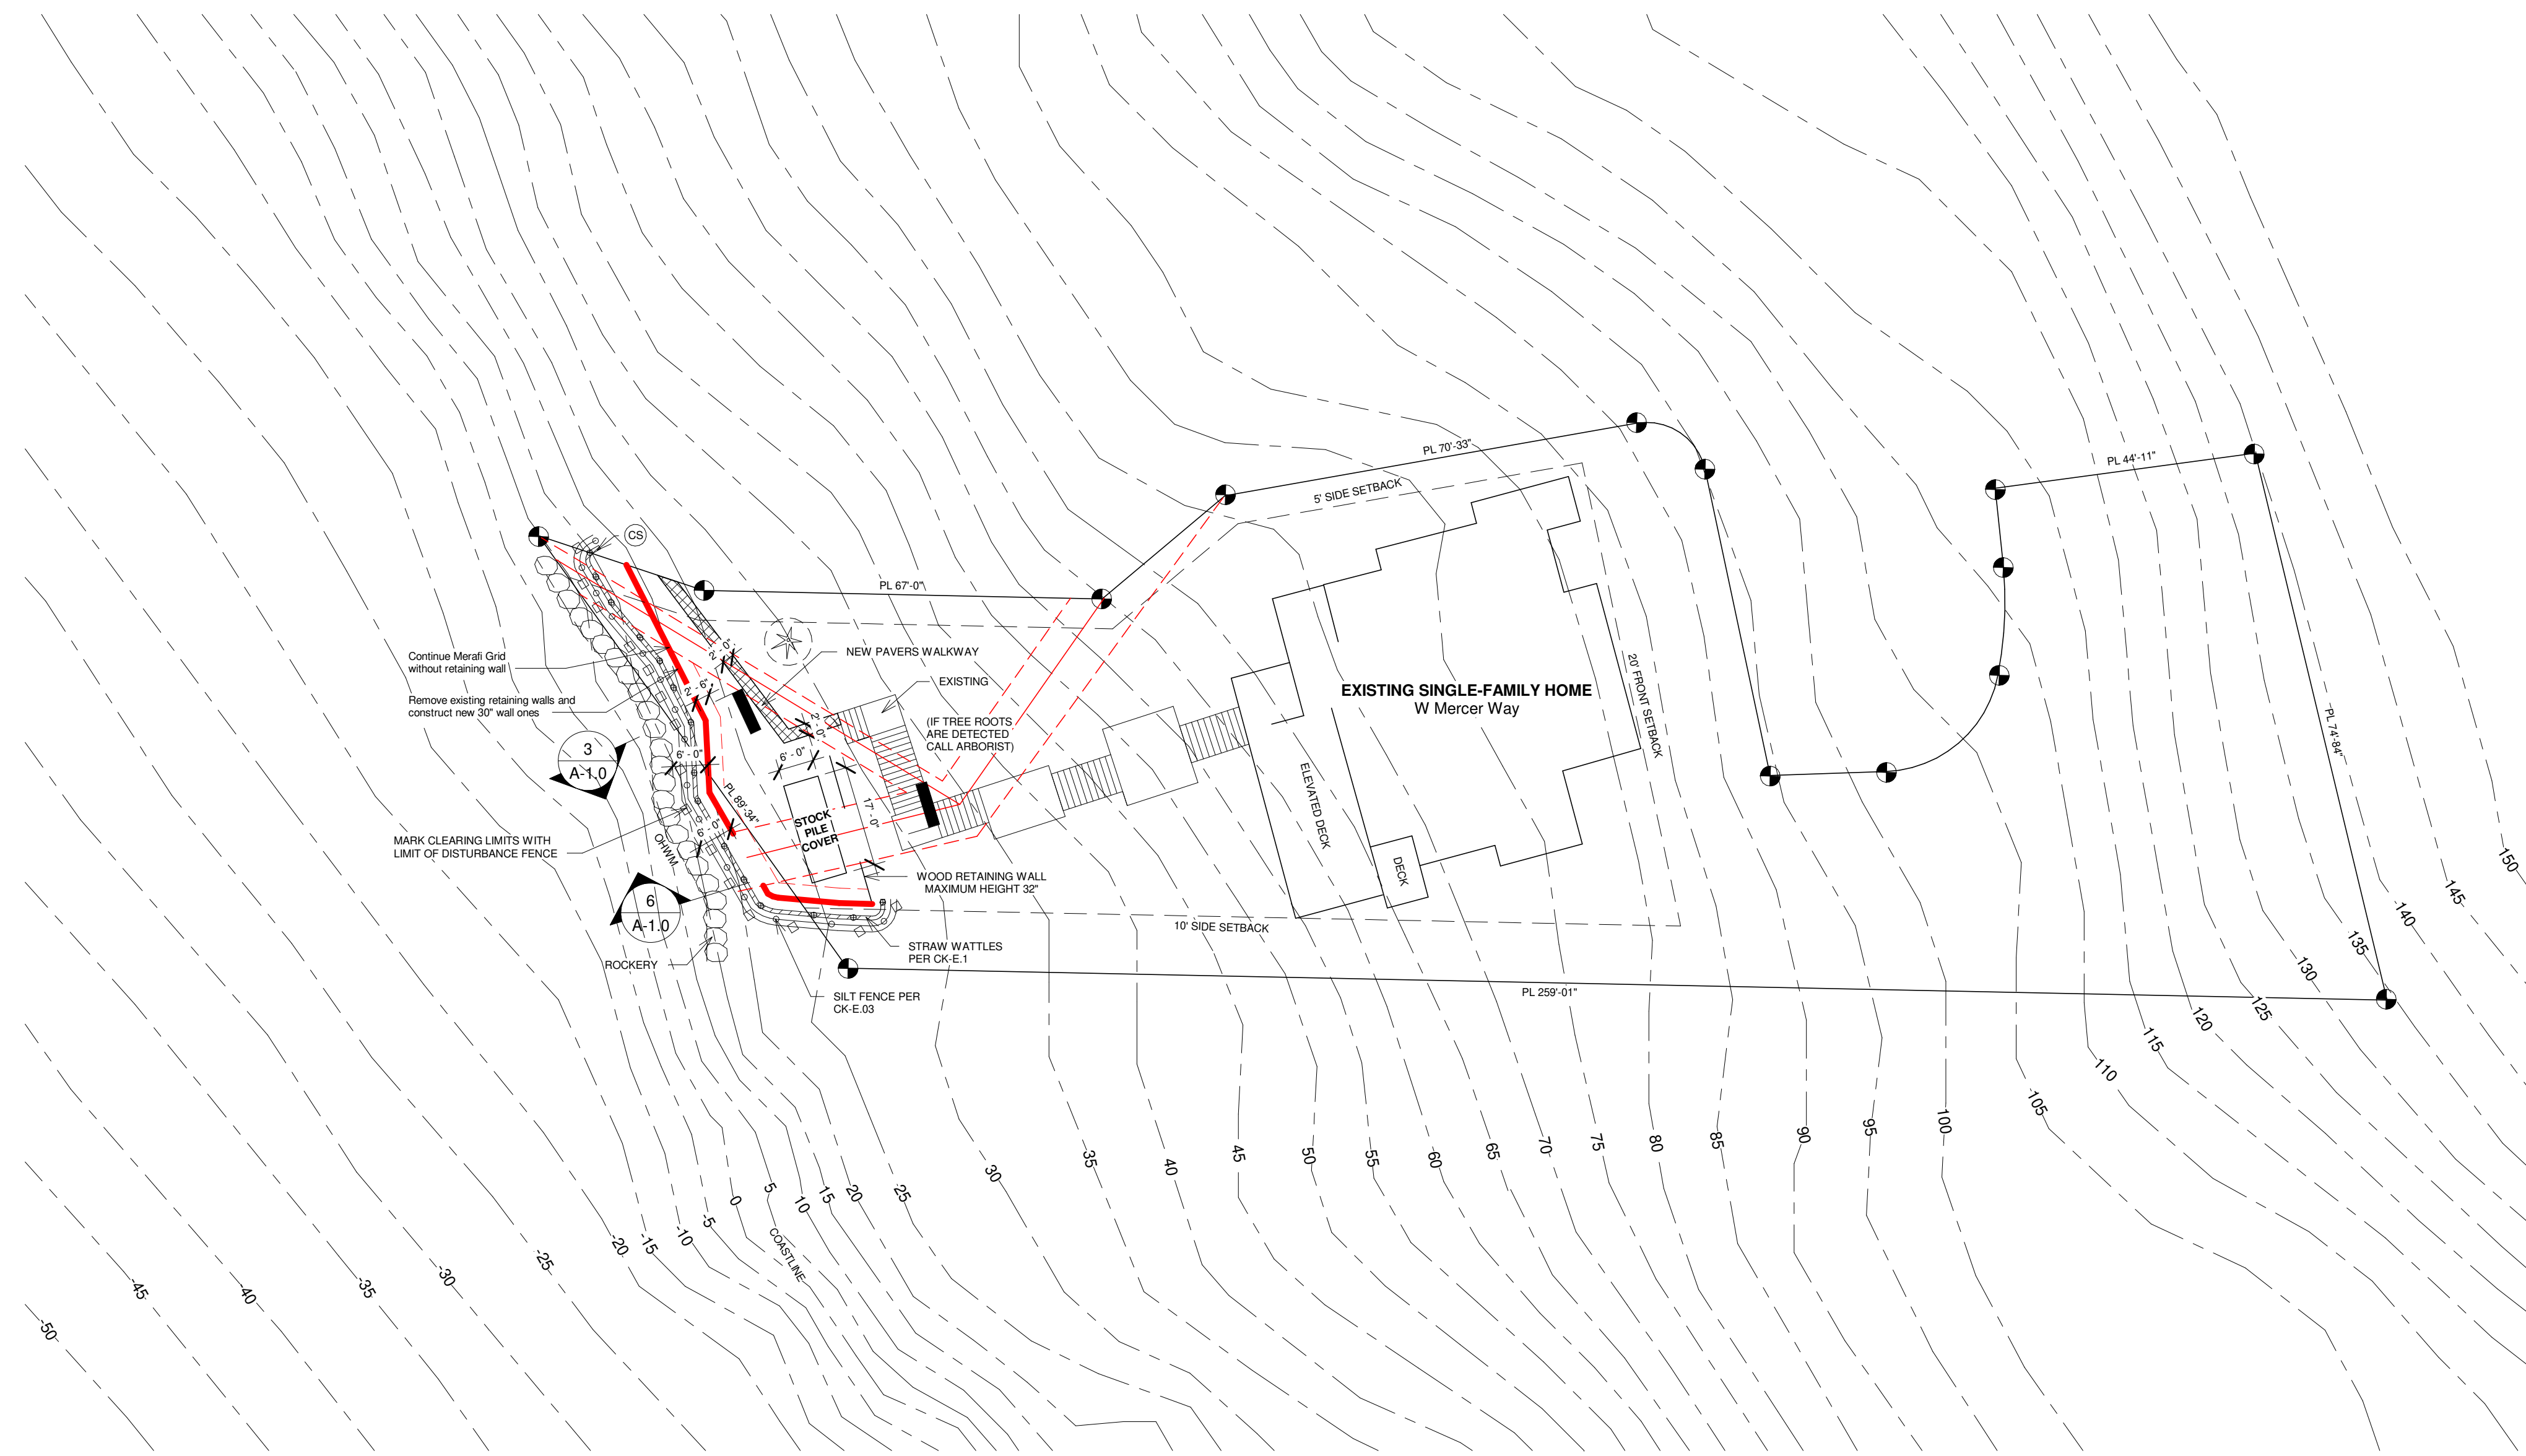 PL 70'-33"
PL 44'-11"
5' SIDE SETBACK
CS
PL 67'-0"
Continue Merafi Grid
without retaining wall
2' - 0"
NEW PAVERS WALKWAY
EXISTING
2' - 6"
Remove existing retaining walls and
construct new 30" wall ones
(IF TREE ROOTS
ARE DETECTED
CALL ARBORIST)
2' - 0"
EXISTING SINGLE-FAMILY HOME
W Mercer Way
20' FRONT SETBACK
PL 74'-84"
3
A-1.0
6' - 0"
6' - 0"
PL 89'-34"
17' - 0"
STOCK
PILE
COVER
ELEVATED DECK
6' - 0"
MARK CLEARING LIMITS WITH
LIMIT OF DISTURBANCE FENCE
OHWM
DECK
WOOD RETAINING WALL
MAXIMUM HEIGHT 32"
6
A-1.0
10' SIDE SETBACK
STRAW WATTLES
PER CK-E.1
ROCKERY
SILT FENCE PER
CK-E.03
PL 259'-01"
150
145
140
135
130
125
120
115
110
105
100
95
90
85
80
75
70
65
60
55
50
45
40
35
30
25
20
15
10
5
0
-5
-10
-15
-20
-25
-30
-35
-40
-45
-50
COASTLINE